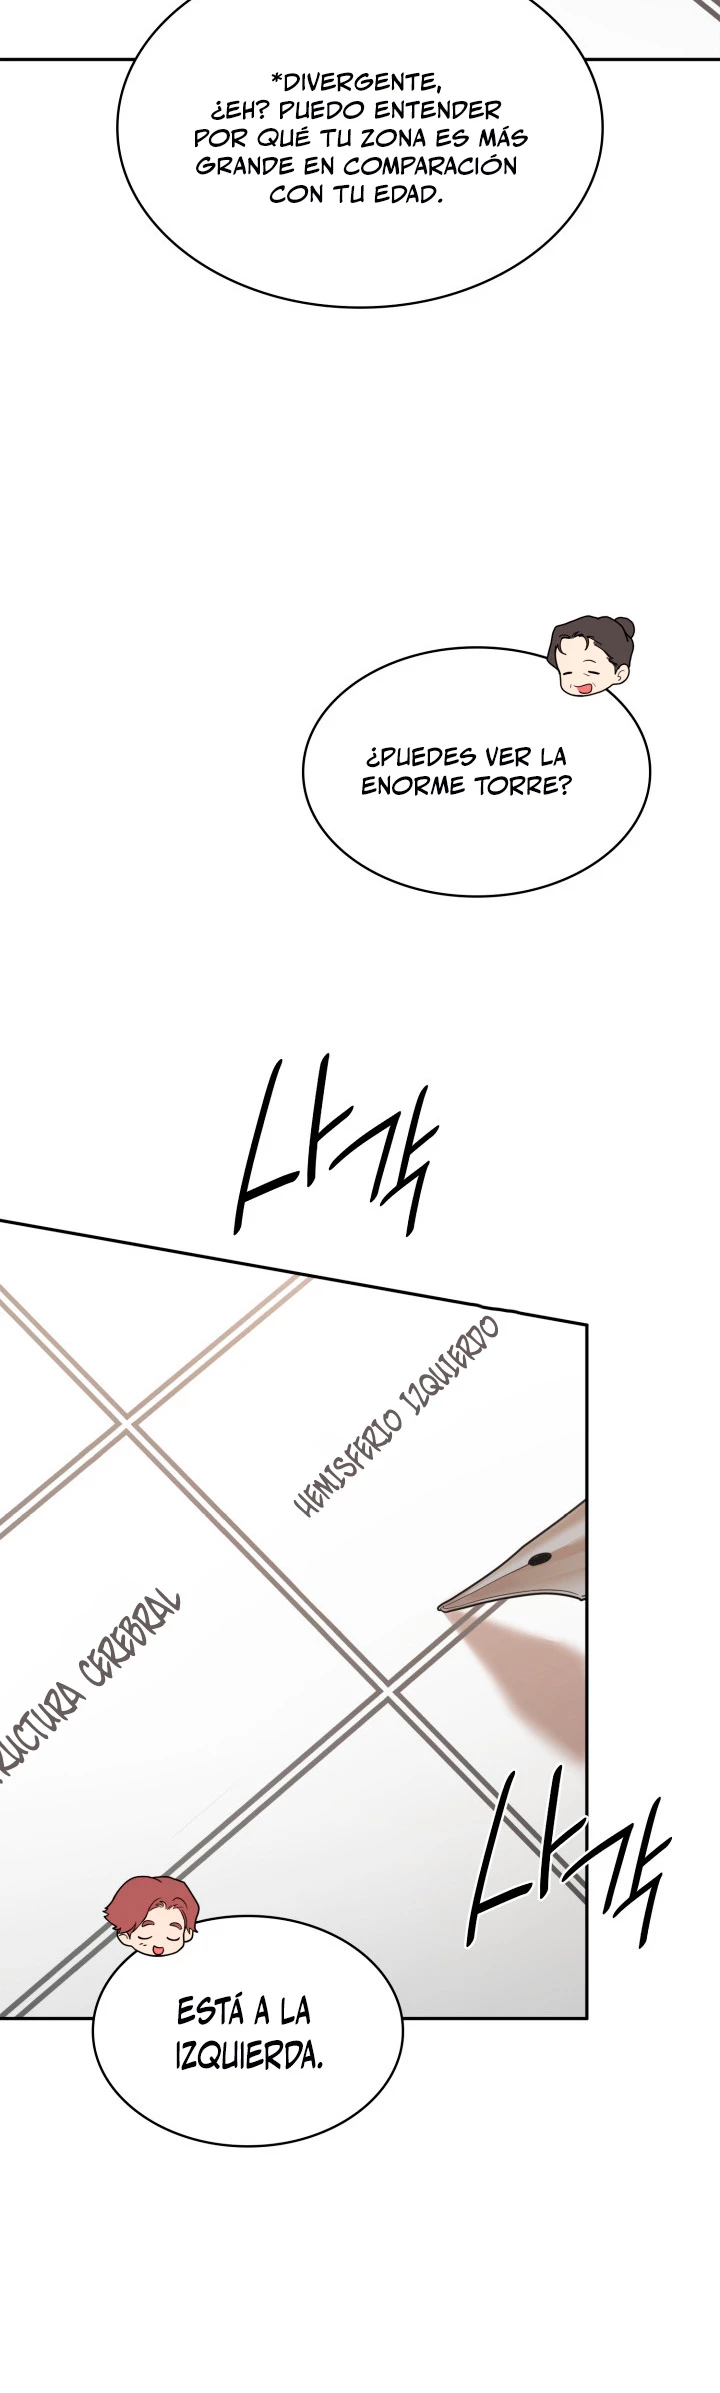 *DIVERGENTE,
¿EH? PUEDO ENTENDER
POR QUÉ TU ZONA ES MÁS
GRANDE EN COMPARACIÓN
CON TU EDAD.
¿PUEDES VER LA
ENORME TORRE?
사각
HEMISFERIO IZQUIERDO
RUCTURA CEREBRAL
사각
ESTÁ A LA
IZQUIERDA.